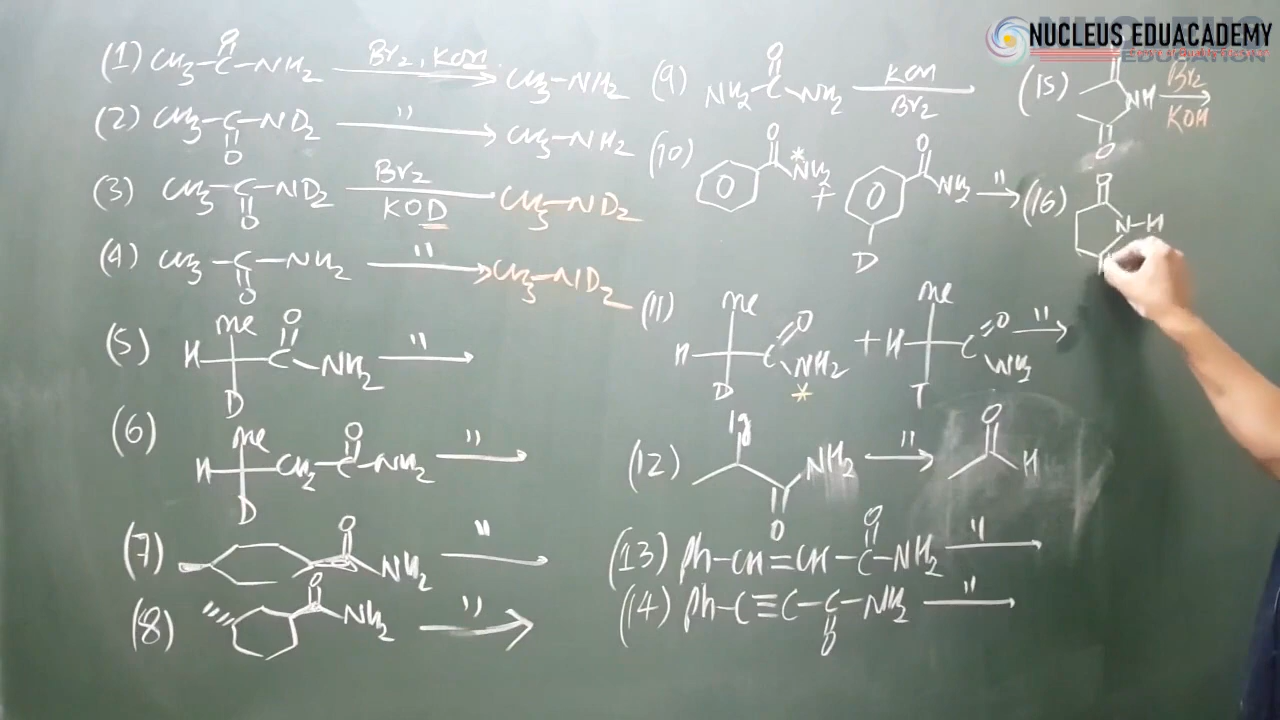 NUCLEUS EDUACADEMY
EDUCATION
(1) CH3-C-NH2 Br2, KOH CH3-NH2
O
(2) CH3-C-ND2 " CH3-NH2
O
(3) CH3-C-ND2 Br2 KOD CH3-ND2
O
(4) CH3-C-NH2 " CH3-ND2
O
(5) Me H C O NH2 D "
(6) Me H CH2-C-NH2 O D "
(7) O NH2 "
(8) O NH2 "
(9) NH2-C-NH2 O KOH Br2
(10) O *NH2 + O NH2 D "
(11) Me H C O NH2 D * + Me H C O NH2 T "
(12) NH2 O " O H
(13) Ph-CH=CH-C-NH2 O "
(14) Ph-C≡C-C-NH2 O "
(15) O NH O Br2 KOH
(16) O N-H